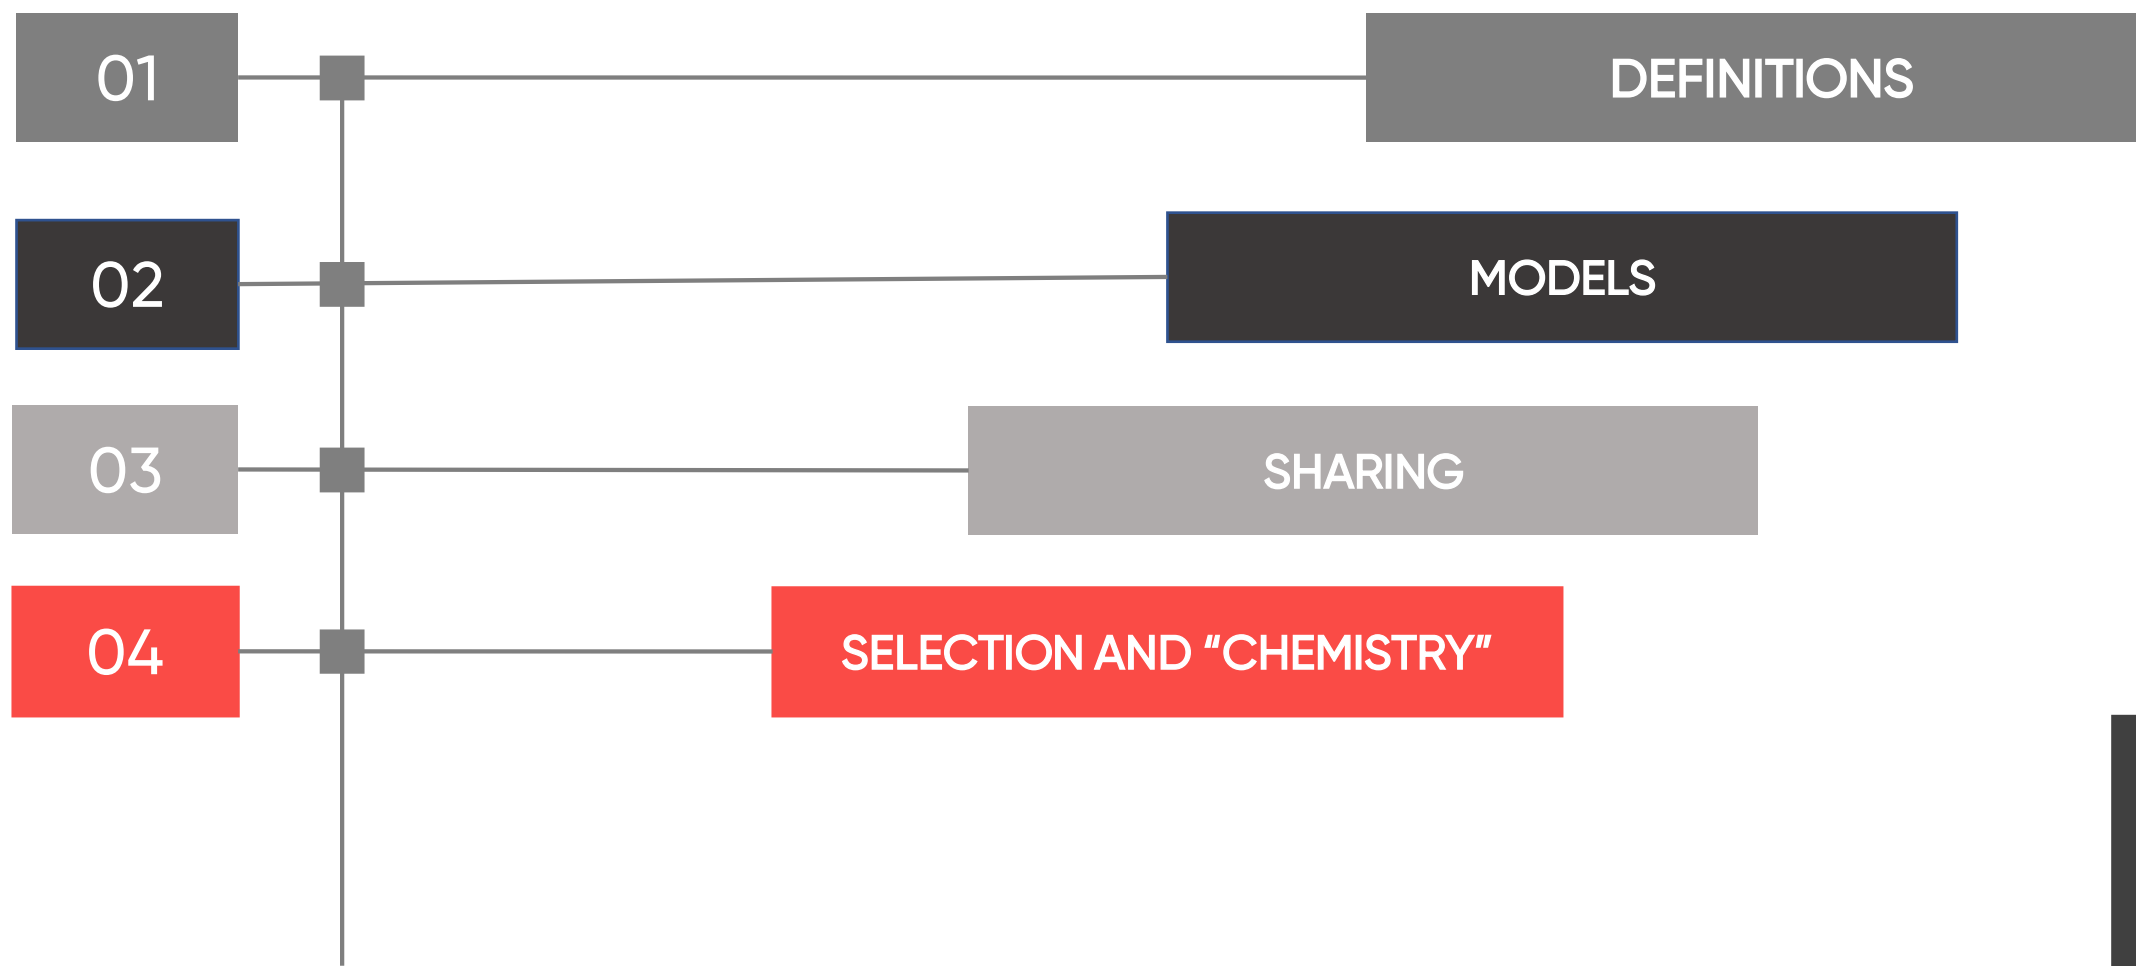 01
DEFINITIONS
02
MODELS
03
SHARING
04
SELECTION AND “CHEMISTRY”